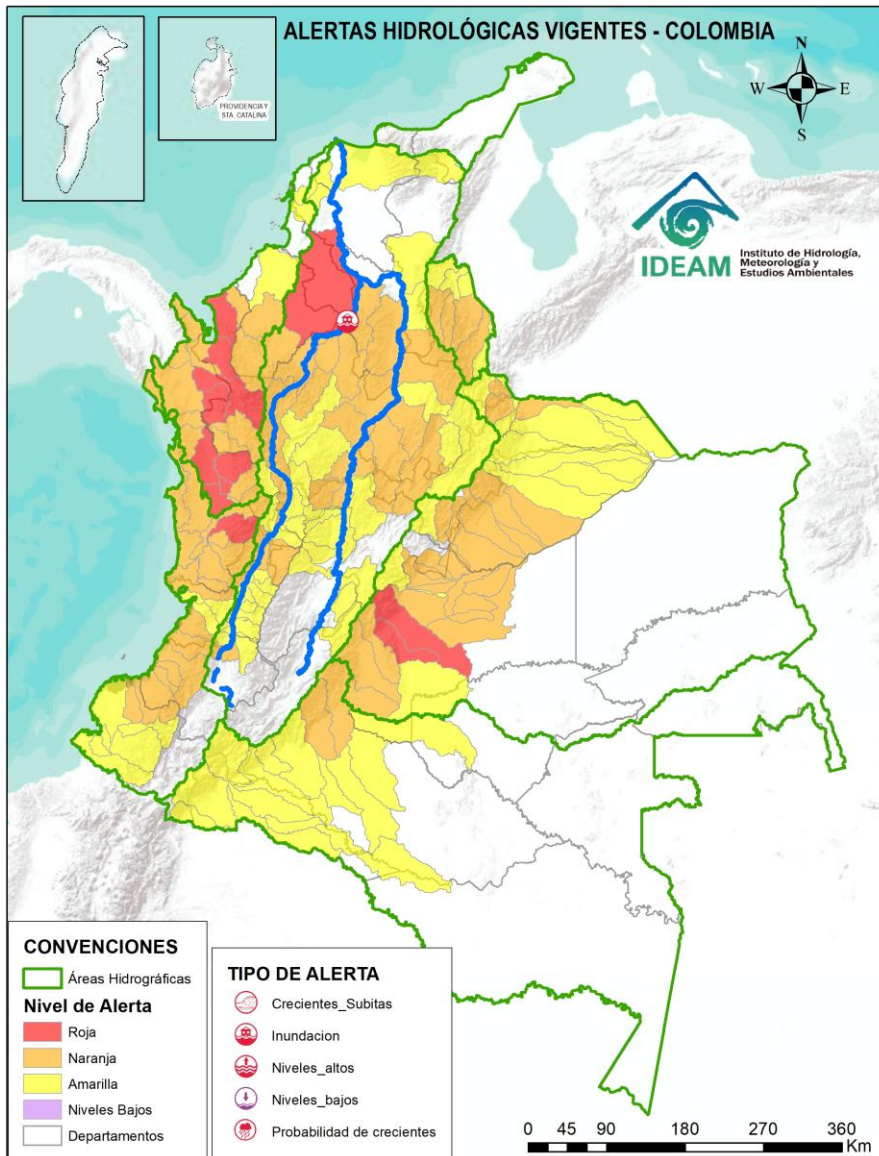 ALERTAS HIDROLÓGICAS VIGENTES - COLOMBIA
PROVIDENCIA Y
STA. CATALINA
N
W
E
S
IDEAM
Instituto de Hidrología,
Meteorología y
Estudios Ambientales
CONVENCIONES
Áreas Hidrográficas
Nivel de Alerta
Roja
Naranja
Amarilla
Niveles Bajos
Departamentos
TIPO DE ALERTA
Crecientes_Subitas
Inundacion
Niveles_altos
Niveles_bajos
Probabilidad de crecientes
0 45 90 180 270 360
Km